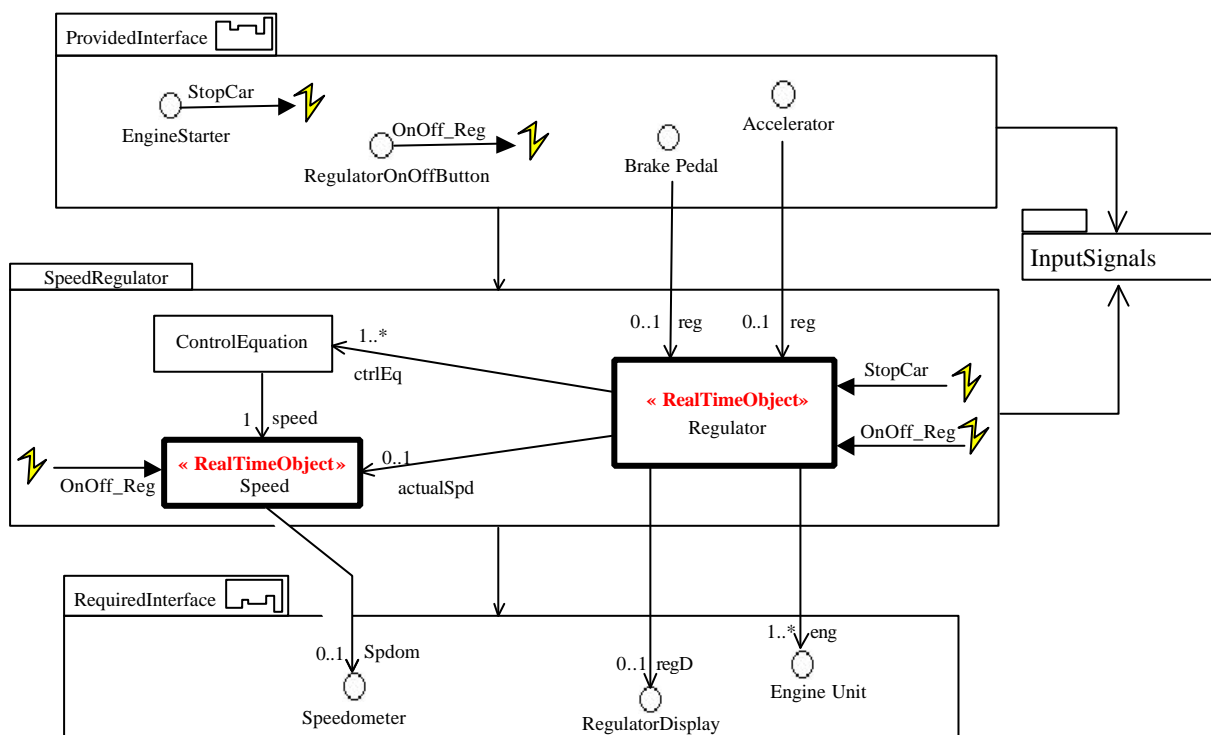 ProvidedInterface
StopCar
EngineStarter
OnOff_Reg
RegulatorOnOffButton
Brake Pedal
Accelerator
InputSignals
SpeedRegulator
0..1 reg
0..1 reg
ControlEquation
1..*
ctrlEq
StopCar
« RealTimeObject»
Regulator
OnOff_Reg
1 speed
« RealTimeObject»
Speed
OnOff_Reg
0..1
actualSpd
RequiredInterface
0..1 Spdom
Speedometer
0..1 regD
RegulatorDisplay
1..* eng
Engine Unit